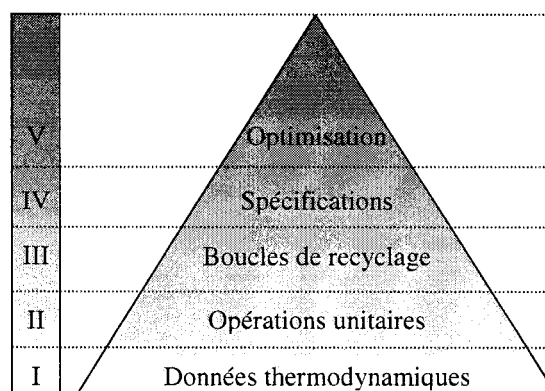 V Optimisation
IV Spécifications
III Boucles de recyclage
II Opérations unitaires
I Données thermodynamiques